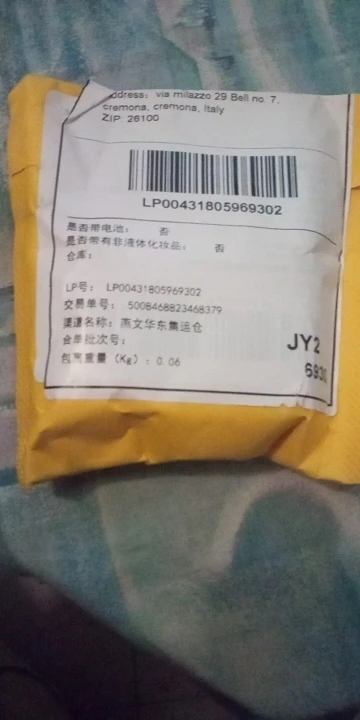 ddress: via milazzo 29 Bell no. 7.
cremona, cremona, Italy
ZIP: 26100
LP00431805969302
是否带电池: 否
是否带有非液体化妆品: 否
仓库:
LP号: LP00431805969302
交易单号: 5008468823468379
渠道名称: 燕文华东集运仓
合单批次号:
包裹重量 (Kg) : 0.06
JY2
693